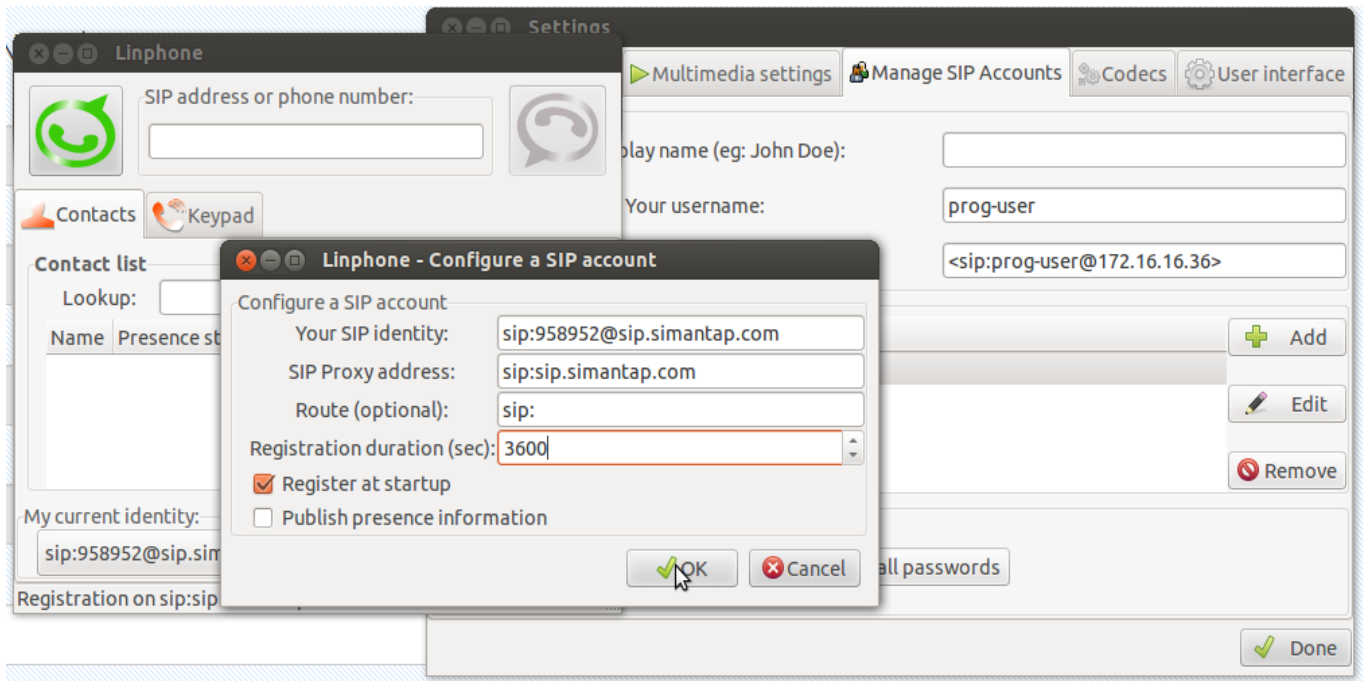 Settings
Linphone
Multimedia settings
Manage SIP Accounts
Codecs
User interface
SIP address or phone number:
play name (eg: John Doe):
Your username:
prog-user
<sip:prog-user@172.16.16.36>
Contacts
Keypad
Contact list
Lookup:
Name Presence st
Add
Edit
Remove
My current identity:
sip:958952@sip.sim
Registration on sip:sip
all passwords
Done
Linphone - Configure a SIP account
Configure a SIP account
Your SIP identity:
sip:958952@sip.simantap.com
SIP Proxy address:
sip:sip.simantap.com
Route (optional):
sip:
Registration duration (sec):
3600
Register at startup
Publish presence information
OK
Cancel